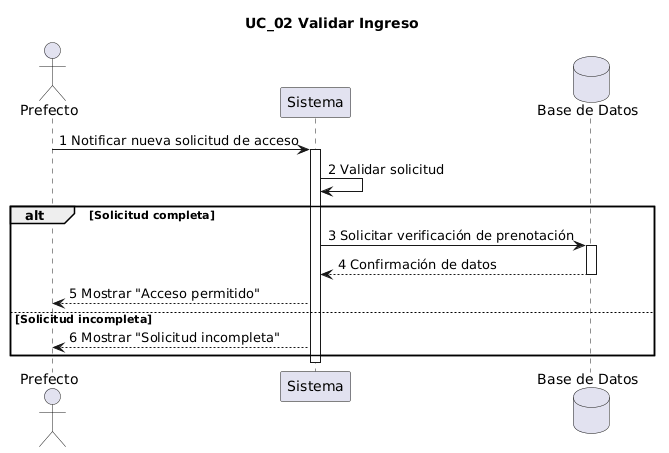 UC_02 Validar Ingreso
Prefecto
Sistema
Base de Datos
1 Notificar nueva solicitud de acceso
2 Validar solicitud
alt [Solicitud completa]
3 Solicitar verificación de prenotación
4 Confirmación de datos
5 Mostrar "Acceso permitido"
[Solicitud incompleta]
6 Mostrar "Solicitud incompleta"
Prefecto
Sistema
Base de Datos